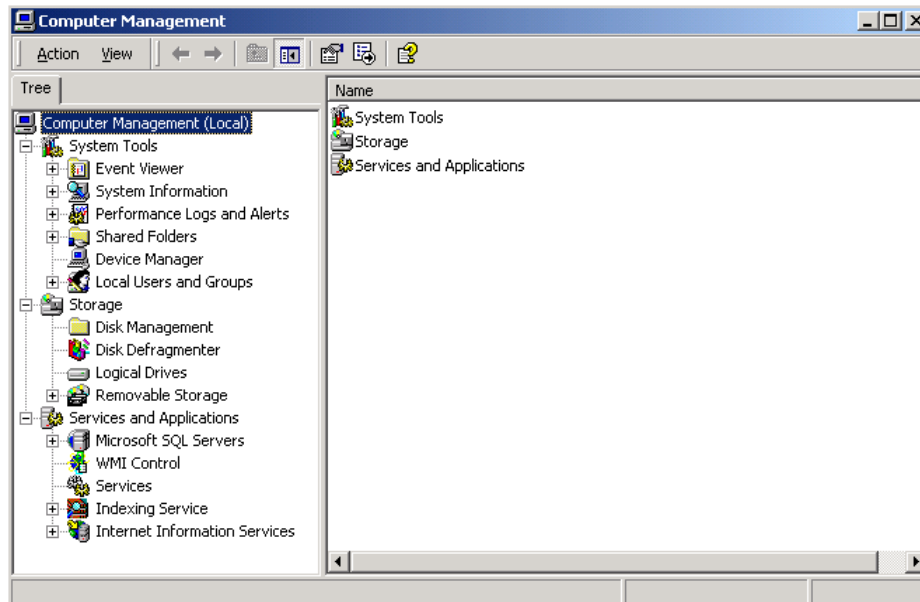 Computer Management
Action View
Tree
Name
Computer Management (Local)
System Tools
Event Viewer
System Information
Performance Logs and Alerts
Shared Folders
Device Manager
Local Users and Groups
Storage
Disk Management
Disk Defragmenter
Logical Drives
Removable Storage
Services and Applications
Microsoft SQL Servers
WMI Control
Services
Indexing Service
Internet Information Services
System Tools
Storage
Services and Applications